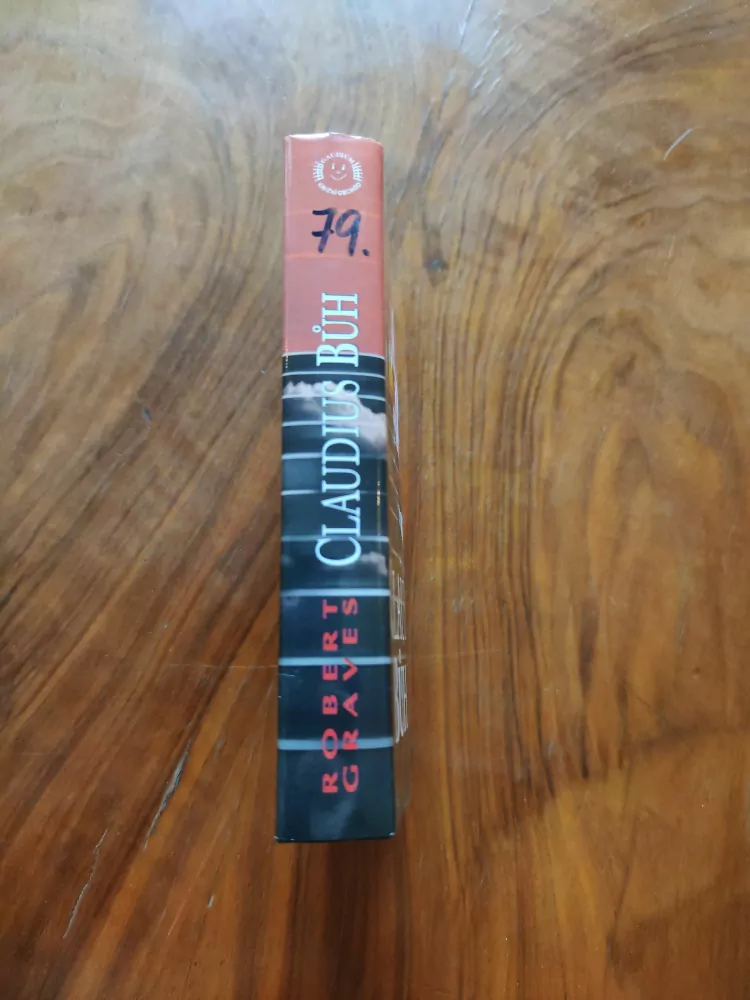 79.
CLAUDIUS BŮH
ROBERT
GRAVES